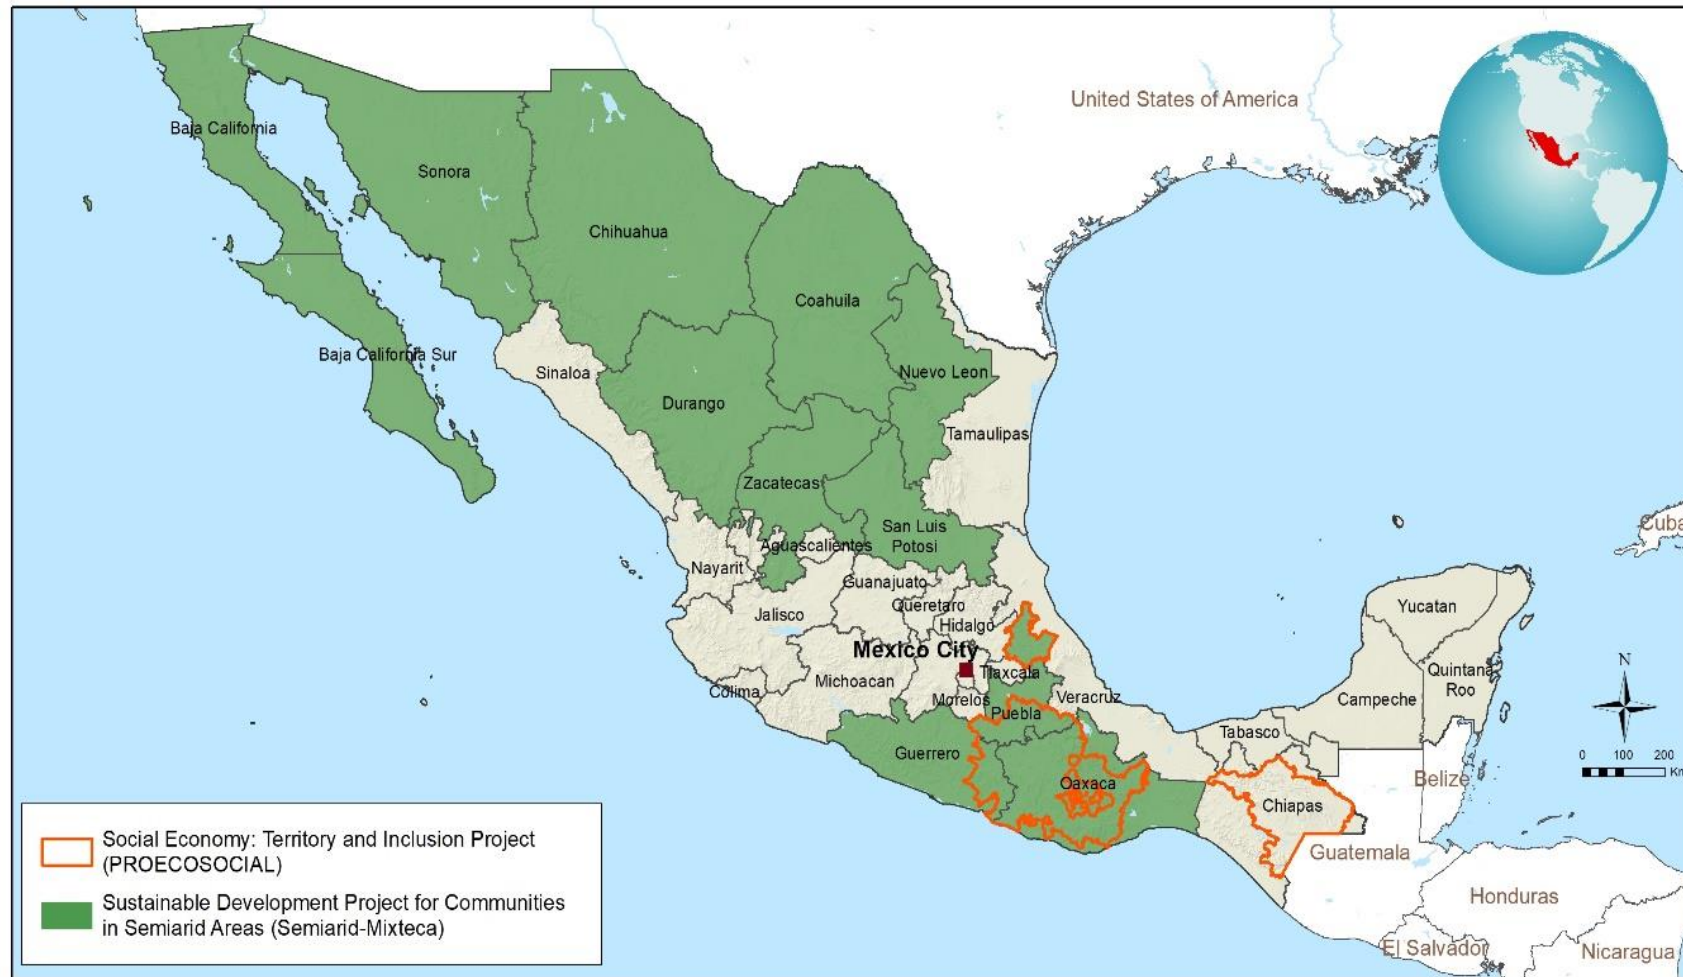 United States of America
Baja California
Sonora
Chihuahua
Coahuila
Baja California Sur
Sinaloa
Nuevo Leon
Durango
Tamaulipas
Zacatecas
San Luis
Potosi
Cuba
Aguascalientes
Nayarit
Guanajuato
Queretaro
Jalisco
Hidalgo
Yucatan
Mexico City
Tlaxcala
Quintana
Roo
Michoacan
Colima
Morelos
Veracruz
Campeche
Puebla
Tabasco
Guerrero
Oaxaca
Chiapas
Belize
Guatemala
Honduras
El Salvador
Nicaragua
N
0 100 200
Km
Social Economy: Territory and Inclusion Project
(PROECOSOCIAL)
Sustainable Development Project for Communities
in Semiarid Areas (Semiarid-Mixteca)